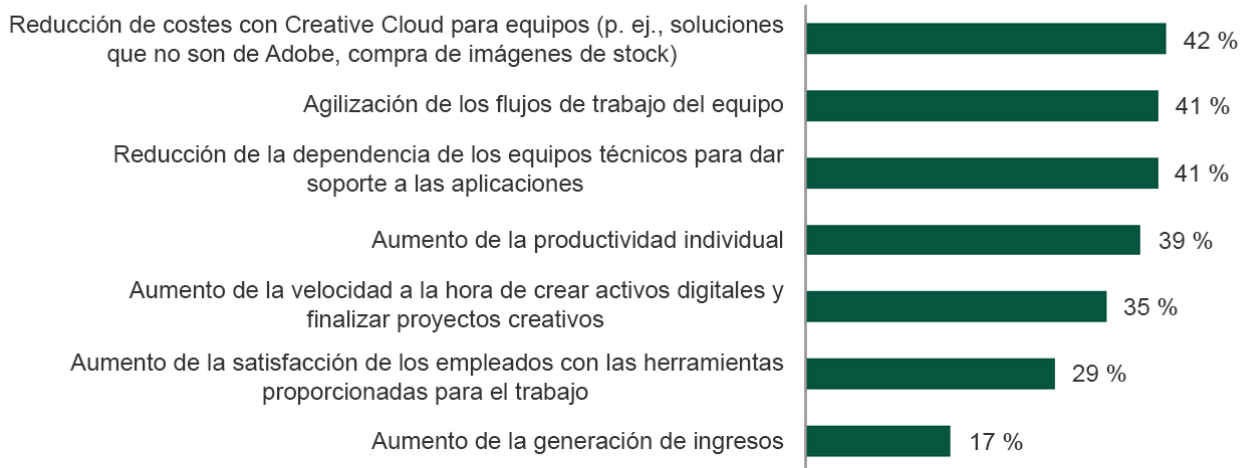 Reducción de costes con Creative Cloud para equipos (p. ej., soluciones
que no son de Adobe, compra de imágenes de stock)
42 %
Agilización de los flujos de trabajo del equipo
41 %
Reducción de la dependencia de los equipos técnicos para dar
soporte a las aplicaciones
41 %
Aumento de la productividad individual
39 %
Aumento de la velocidad a la hora de crear activos digitales y
finalizar proyectos creativos
35 %
Aumento de la satisfacción de los empleados con las herramientas
proporcionadas para el trabajo
29 %
Aumento de la generación de ingresos
17 %